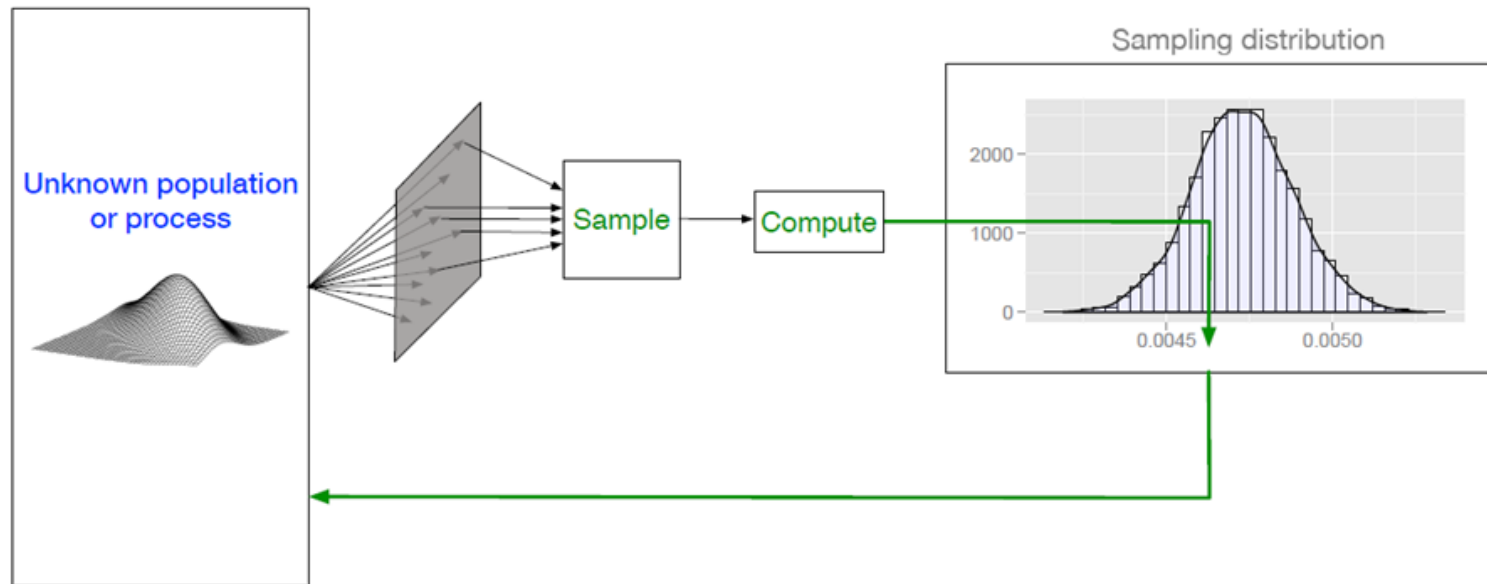 Sampling distribution
Unknown population
or process
Sample
Compute
2000
1000
0
0.0045
0.0050